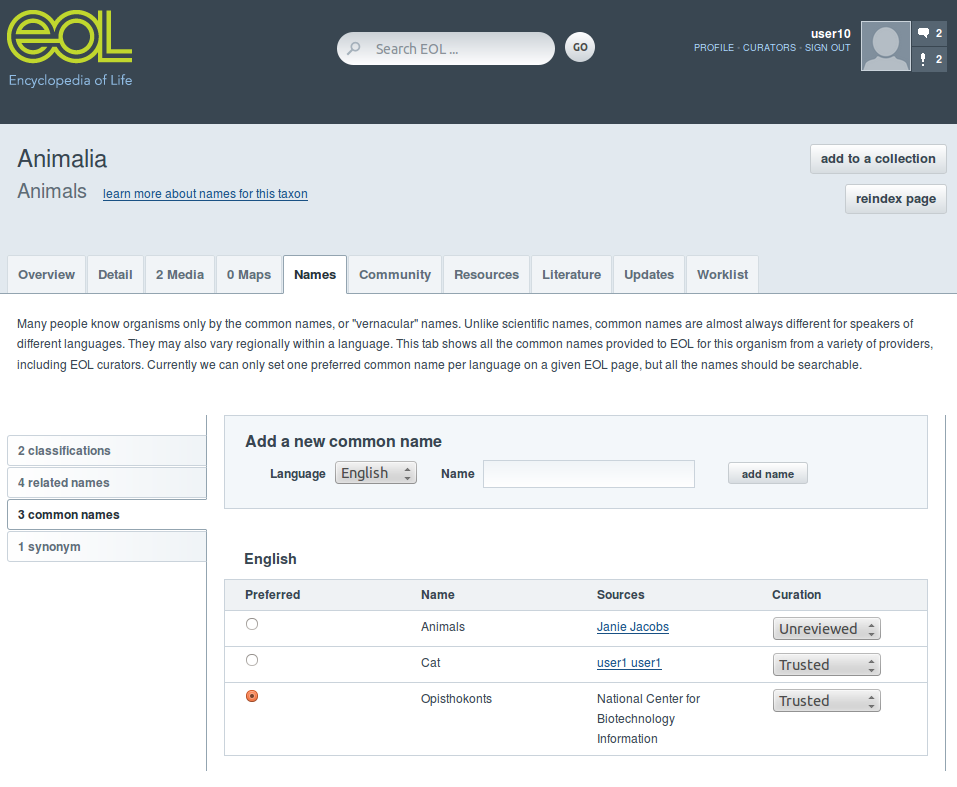 eol
Encyclopedia of Life
Search EOL ...
GO
user10
PROFILE · CURATORS · SIGN OUT
2
2
Animalia
Animals learn more about names for this taxon
add to a collection
reindex page
Overview Detail 2 Media 0 Maps Names Community Resources Literature Updates Worklist
Many people know organisms only by the common names, or "vernacular" names. Unlike scientific names, common names are almost always different for speakers of
different languages. They may also vary regionally within a language. This tab shows all the common names provided to EOL for this organism from a variety of providers,
including EOL curators. Currently we can only set one preferred common name per language on a given EOL page, but all the names should be searchable.
2 classifications
4 related names
3 common names
1 synonym
Add a new common name
Language English Name add name
English
Preferred Name Sources Curation
Animals Janie Jacobs Unreviewed
Cat user1 user1 Trusted
Opisthokonts National Center for Trusted
Biotechnology
Information